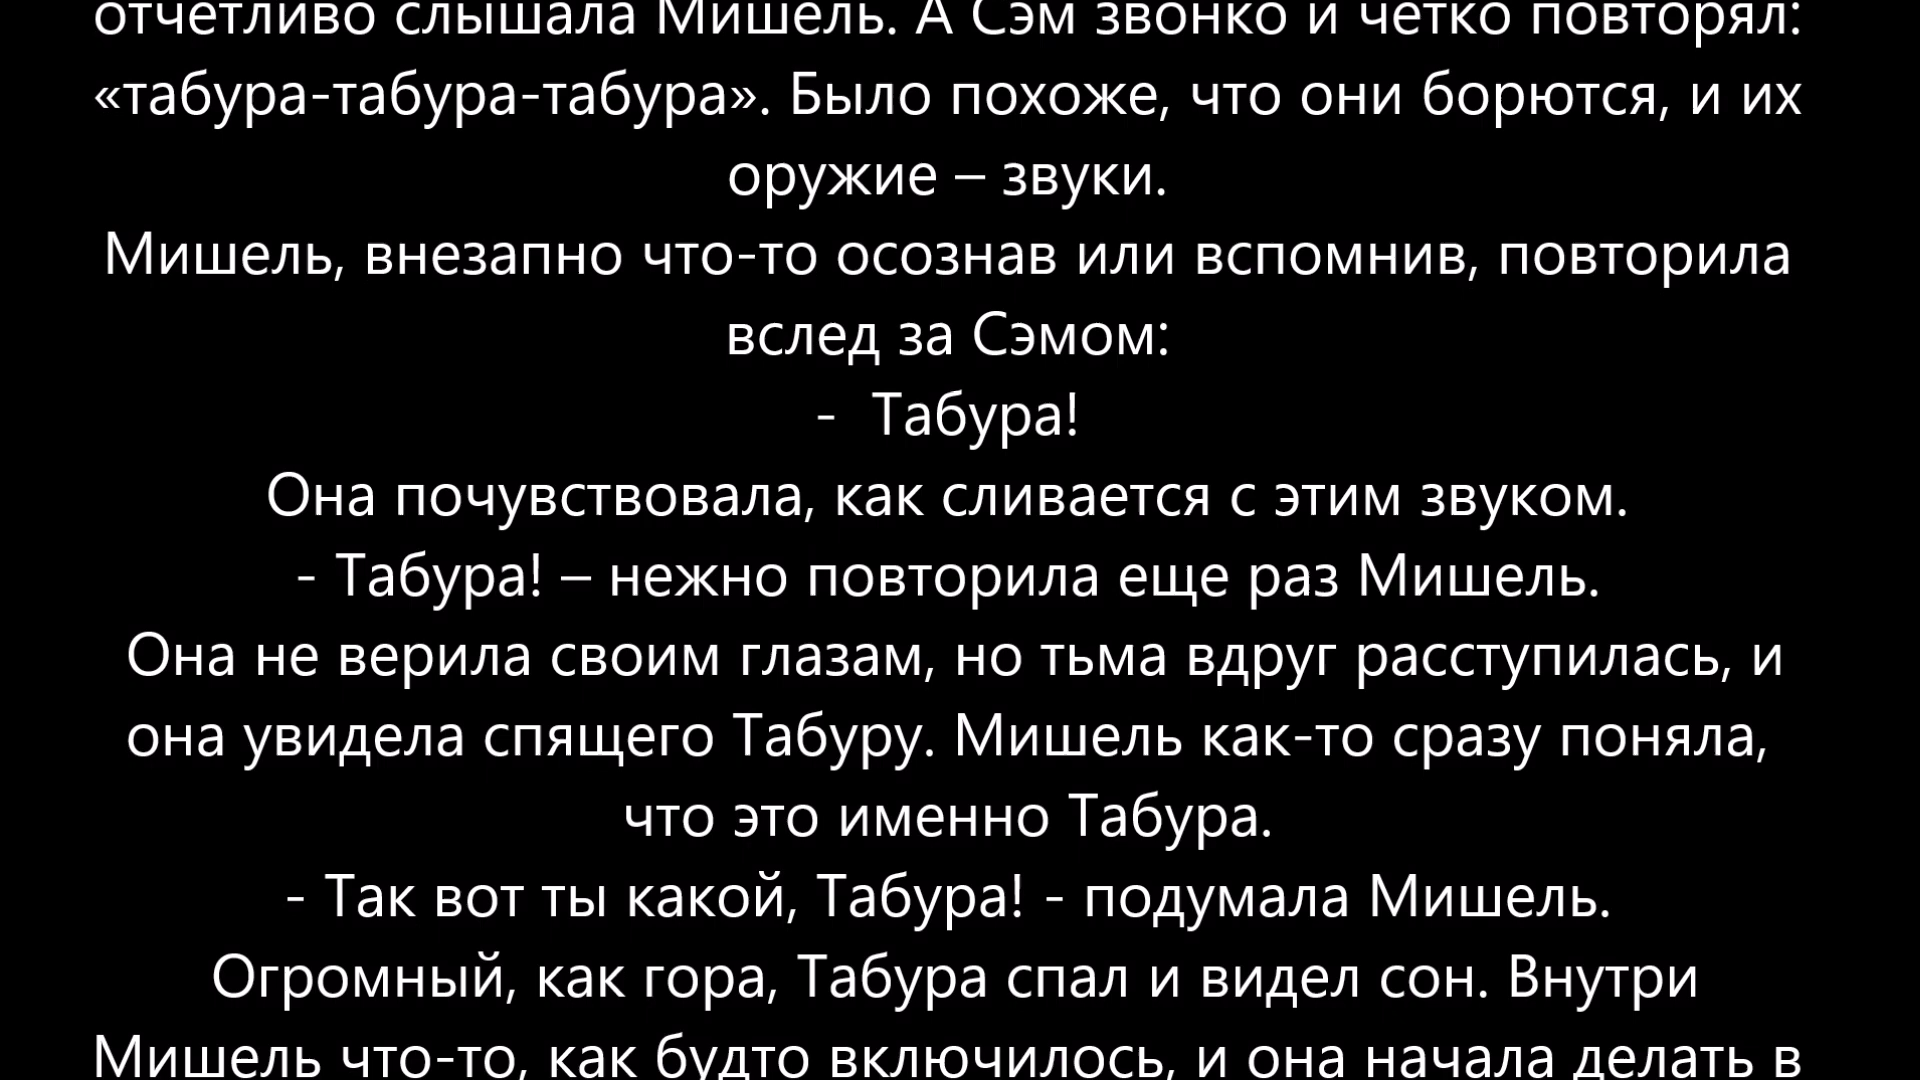 отчетливо слышала Мишель. А Сэм звонко и четко повторял:
«табура-табура-табура». Было похоже, что они борются, и их
оружие – звуки.
Мишель, внезапно что-то осознав или вспомнив, повторила
вслед за Сэмом:
- Табура!
Она почувствовала, как сливается с этим звуком.
- Табура! – нежно повторила еще раз Мишель.
Она не верила своим глазам, но тьма вдруг расступилась, и
она увидела спящего Табуру. Мишель как-то сразу поняла,
что это именно Табура.
- Так вот ты какой, Табура! - подумала Мишель.
Огромный, как гора, Табура спал и видел сон. Внутри
Мишель что-то, как будто включилось, и она начала делать в